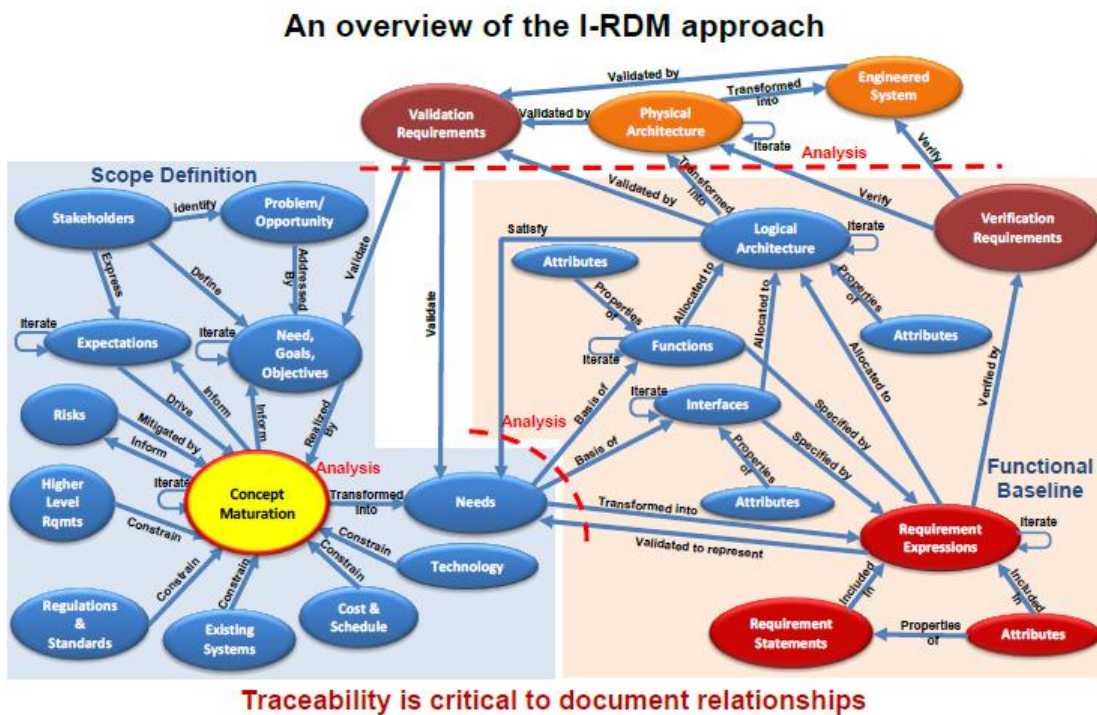 An overview of the I-RDM approach
Validated by
Engineered
System
Transformed
into
Validation
Requirements
Validated by
Physical
Architecture
Iterate
Analysis
Verify
Scope Definition
Stakeholders
identify
Problem/
Opportunity
Validated by
Transformed
into
Verify
Verification
Requirements
Satisfy
Logical
Architecture
Iterate
Attributes
Express
Define
Addressed
By
Validate
Validate
Properties
of
Allocated to
Allocated to
Properties
of
Attributes
Iterate
Expectations
Iterate
Need,
Goals,
Objectives
Iterate
Functions
Allocated to
Verified by
Risks
Drive
Inform
Inform
Realized
By
Mitigated by
Inform
Analysis
Basis of
Iterate
Interfaces
Specified by
Specified by
Basis of
Properties
of
Attributes
Functional
Baseline
Higher
Level
Rqmts
Iterate
Concept
Maturation
Analysis
Transformed
into
Needs
Transformed into
Validated to represent
Requirement
Expressions
Iterate
Constrain
Constrain
Technology
Constrain
Constrain
Constrain
Regulations
&
Standards
Existing
Systems
Cost &
Schedule
Included
In
Included
In
Requirement
Statements
Properties
of
Attributes
Traceability is critical to document relationships